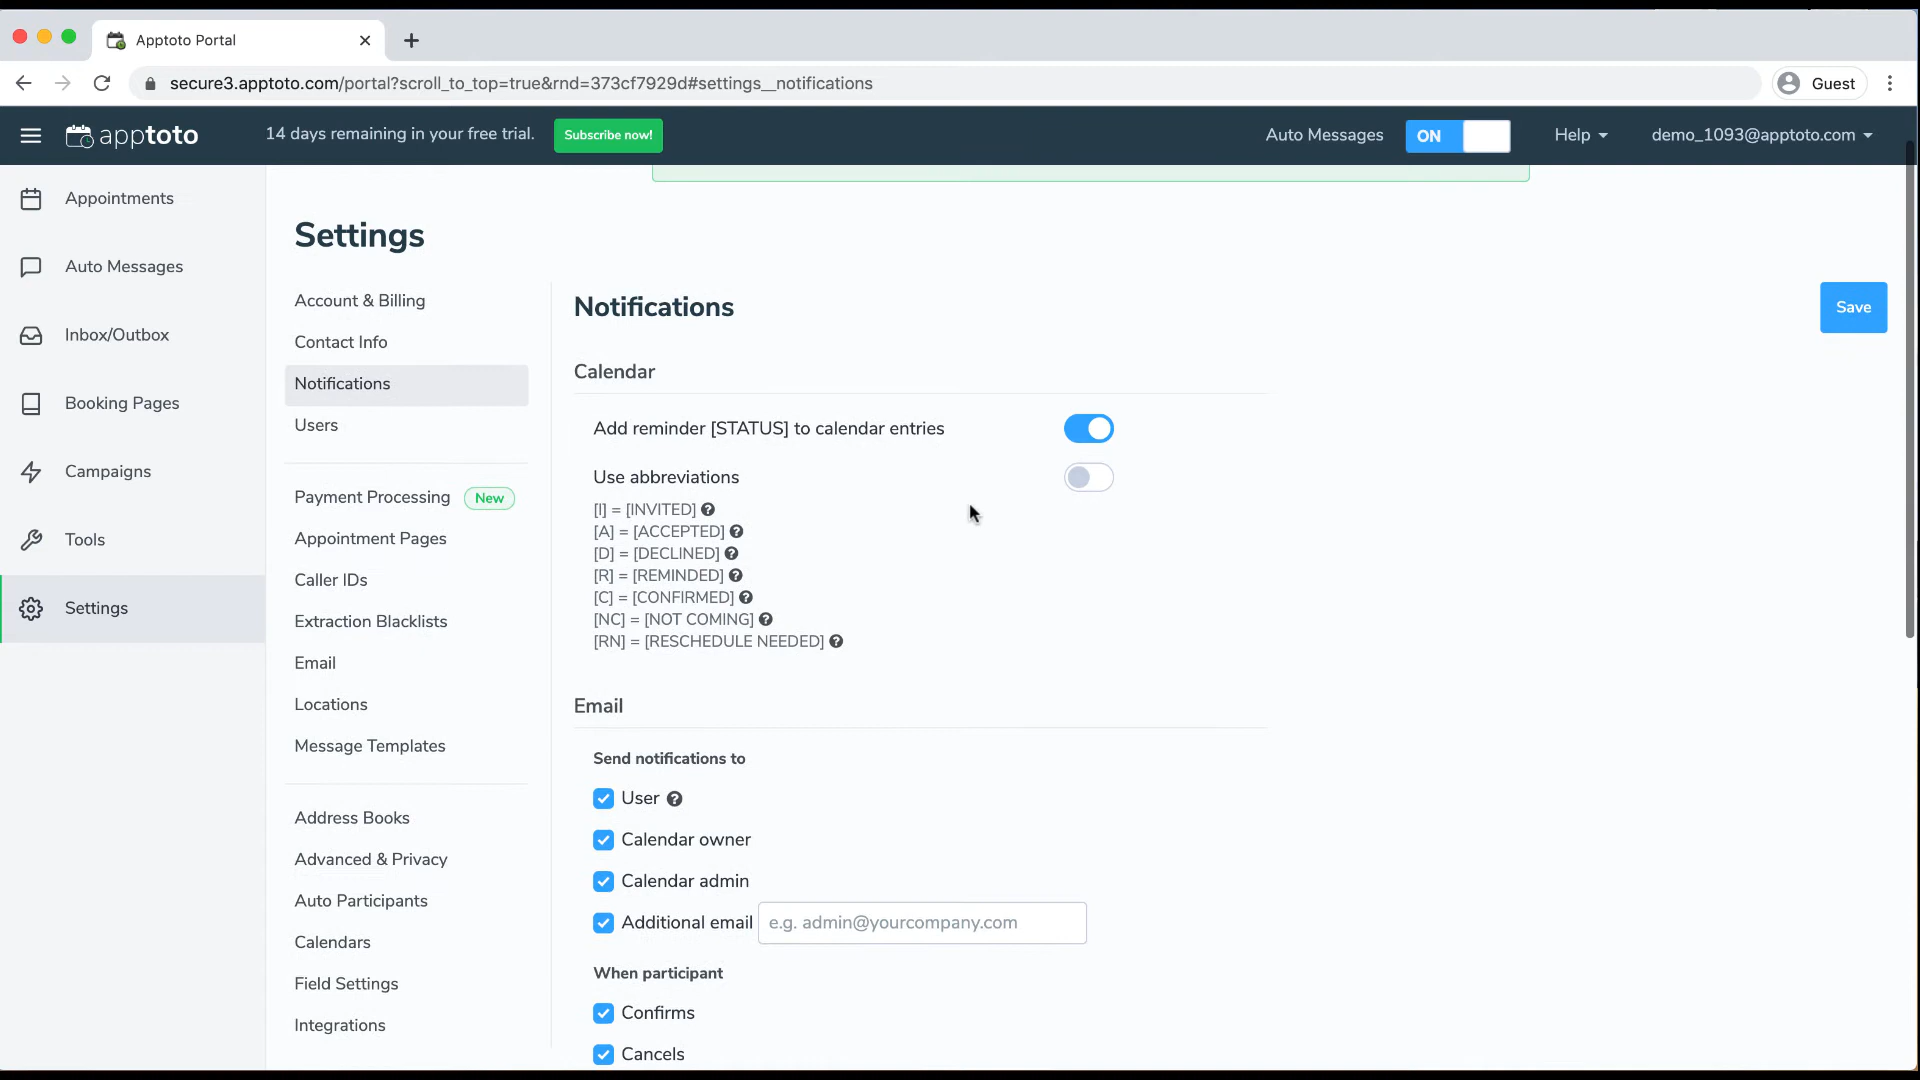 Apptoto Portal
secure3.apptoto.com/portal?scroll_to_top=true&rnd=373cf7929d#settings__notifications
Guest
apptoto
14 days remaining in your free trial.
Subscribe now!
Auto Messages
ON
Help
demo_1093@apptoto.com
Appointments
Auto Messages
Inbox/Outbox
Booking Pages
Campaigns
Tools
Settings
Settings
Account & Billing
Contact Info
Notifications
Users
Payment Processing New
Appointment Pages
Caller IDs
Extraction Blacklists
Email
Locations
Message Templates
Address Books
Advanced & Privacy
Auto Participants
Calendars
Field Settings
Integrations
Notifications
Save
Calendar
Add reminder [STATUS] to calendar entries
Use abbreviations
[I] = [INVITED]
[A] = [ACCEPTED]
[D] = [DECLINED]
[R] = [REMINDED]
[C] = [CONFIRMED]
[NC] = [NOT COMING]
[RN] = [RESCHEDULE NEEDED]
Email
Send notifications to
User
Calendar owner
Calendar admin
Additional email e.g. admin@yourcompany.com
When participant
Confirms
Cancels